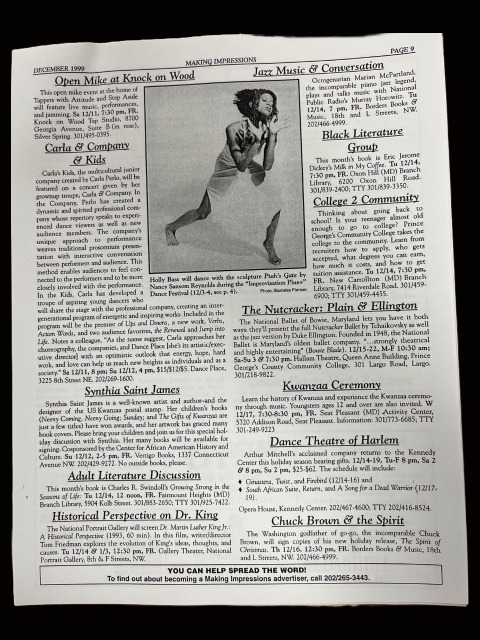 DECEMBER 1999
MAKING IMPRESSIONS
PAGE 9
Open Mike at Knock on Wood
This open mike event at the home of
Tappers with Attitude and Step Aside
will feature live music, performances,
and jamming. Sa 12/11, 7:30 pm, FR.
Knock on Wood Tap Studio, 8700
Georgia Avenue, Suite B (in rear),
Silver Spring. 301/495-0395.
Carla & Company
& Kids
Carla's Kids, the multicultural junior
company created by Carla Perlo, will be
featured on a concert given by her
grownup troupe, Carla & Company. In
the Company, Perlo has created a
dynamic and spirited professional com-
pany whose repertory speaks to experi-
enced dance viewers as well as new
audience members. The company's
unique approach to performance
weaves traditional proscenium presen-
tation with interactive conversation
between performers and audience. This
method enables audiences to feel con-
nected to the performers and to be more
closely involved with the performance.
In the Kids, Carla has developed a
troupe of aspiring young dancers who
will share the stage with the professional company, creating an inter-
generational program of energetic and inspiring works. Included in the
program will be the premier of Ups and Downs, a new work, Verbs,
Action Words, and two audience favorites, Be Renewed and Jump into
Life. Notes a colleague, "As the name suggest, Carla approaches her
choreography, the companies, and Dance Place [she is its artistic/exec-
utive director] with an optimistic outlook that energy, hope, hard
work, and love can help us reach new heights as individuals and as a
society." Sa 12/11, 8 pm; Su 12/12, 4 pm, $15/$12/$5. Dance Place,
3225 8th Street NE. 202/269-1600.
Synthia Saint James
Synthia Saint James is a well-known artist and author—and the
designer of the US Kwanzaa postal stamp. Her children's books
(Neeny Coming, Neeny Going; Sunday; and The Gifts of Kwanzaa are
just a few titles) have won awards, and her artwork has graced many
book covers. Please bring your children and join us for this special hol-
iday discussion with Synthia. Her many books will be available for
signing. Cosponsored by the Center for African American History and
Culture. Su 12/12, 2-5 pm, FR. Vertigo Books, 1337 Connecticut
Avenue NW. 202/429-9272. No outside books, please.
Adult Literature Discussion
This month's book is Charles R. Swindoll's Growing Strong in the
Seasons of Life. Tu 12/14, 12 noon, FR. Fairmount Heights (MD)
Branch Library, 5904 Kolb Street. 301/883-2650; TTY 301/925-7422.
Historical Perspective on Dr. King
The National Portrait Gallery will screen Dr. Martin Luther King Jr.:
A Historical Perspective (1993, 60 min). In this film, writer/director
Tom Friedman explores the evolution of King's ideas, thoughts, and
causes. Tu 12/14 & 1/3, 12:30 pm, FR. Gallery Theater, National
Portrait Gallery, 8th & F Streets, NW.
Holly Bass will dance with the sculpture Ptah's Gate by
Nancy Sansom Reynolds during the "Improvisation Plus+"
Dance Festival (12/3-4, see p. 4).
Photo: Stanislas Pierson
Jazz Music & Conversation
Octogenarian Marian McPartland,
the incomparable piano jazz legend,
plays and talks music with National
Public Radio's Murray Horowitz. Tu
12/14, 7 pm, FR. Borders Books &
Music, 18th and L Streets, NW.
202/466-4999.
Black Literature
Group
This month's book is Eric Jerome
Dickey's Milk in My Coffee. Tu 12/14,
7:30 pm, FR. Oxon Hill (MD) Branch
Library, 6200 Oxon Hill Road.
301/839-2400; TTY 301/839-3350.
College 2 Community
Thinking about going back to
school? Is your teenager almost old
enough to go to college? Prince
George's Community College takes the
college to the community. Learn from
recruiters how to apply, who gets
accepted, what degrees you can earn,
how much it costs, and how to get
tuition assistance. Tu 12/14, 7:30 pm,
FR. New Carrollton (MD) Branch
Library, 7414 Riverdale Road. 301/459-
6900; TTY 301/459-4455.
The Nutcracker: Plain & Ellington
The National Ballet of Bowie, Maryland lets you have it both
ways: they'll present the full Nutcracker Ballet by Tchaikovsky as well
as the jazz version by Duke Ellington. Founded in 1948, the National
Ballet is Maryland's oldest ballet company. "...strongly theatrical
and highly entertaining" (Bowie Blade). 12/15-22, M-F 10:30 am;
Sa-Su 3 & 7:30 pm. Hallam Theatre, Queen Anne Building, Prince
George's County Community College, 301 Largo Road, Largo.
301/218-9822.
Kwanzaa Ceremony
Learn the history of Kwanzaa and experience the Kwanzaa ceremo-
ny through music. Youngsters ages 12 and over are also invited. W
12/17, 7:30-8:30 pm, FR. Seat Pleasant (MD) Activity Center,
5720 Addison Road, Seat Pleasant. Information: 301/773-6685; TTY
301-249-9223
Dance Theatre of Harlem
Arthur Mitchell's acclaimed company returns to the Kennedy
Center this holiday season bearing gifts. 12/14-19, Tu-F 8 pm, Sa 2
& 8 pm, Su 2 pm, $25-$62. The schedule will include:
♦ Ginastera, Twist, and Firebird (12/14-16) and
♦ South African Suite, Return, and A Song for a Dead Warrior (12/17-
19).
Opera House, Kennedy Center. 202/467-4600; TTY 202/416-8524.
Chuck Brown & the Spirit
The Washington godfather of go-go, the incomparable Chuck
Brown, will sign copies of his new holiday release, The Spirit of
Christmas. Th 12/16, 12:30 pm, FR. Borders Books & Music, 18th
and L Streets, NW. 202/466-4999.
YOU CAN HELP SPREAD THE WORD!
To find out about becoming a Making Impressions advertiser, call 202/265-3443.